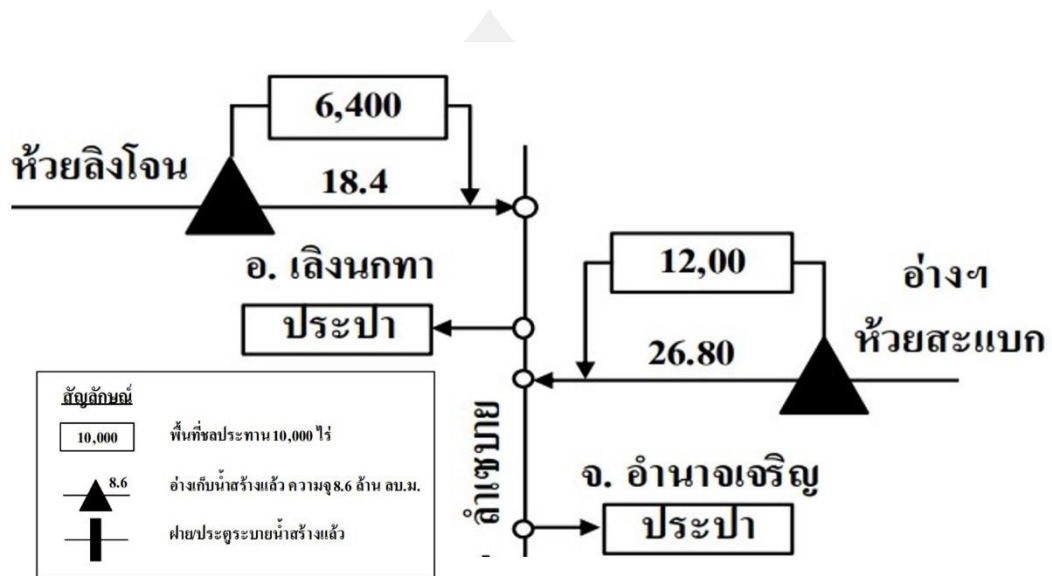 6,400
ห้วยลิงโจน
18.4
อ. เลิงนกทา
ประปา
12,00
อ่างฯ
ห้วยสะแบก
26.80
ลำเซบาย
จ. อำนาจเจริญ
ประปา
สัญลักษณ์
10,000 พื้นที่ชลประทาน 10,000 ไร่
8.6 อ่างเก็บน้ำสร้างแล้ว ความจุ 8.6 ล้าน ลบ.ม.
ฝาย/ประตูระบายน้ำสร้างแล้ว